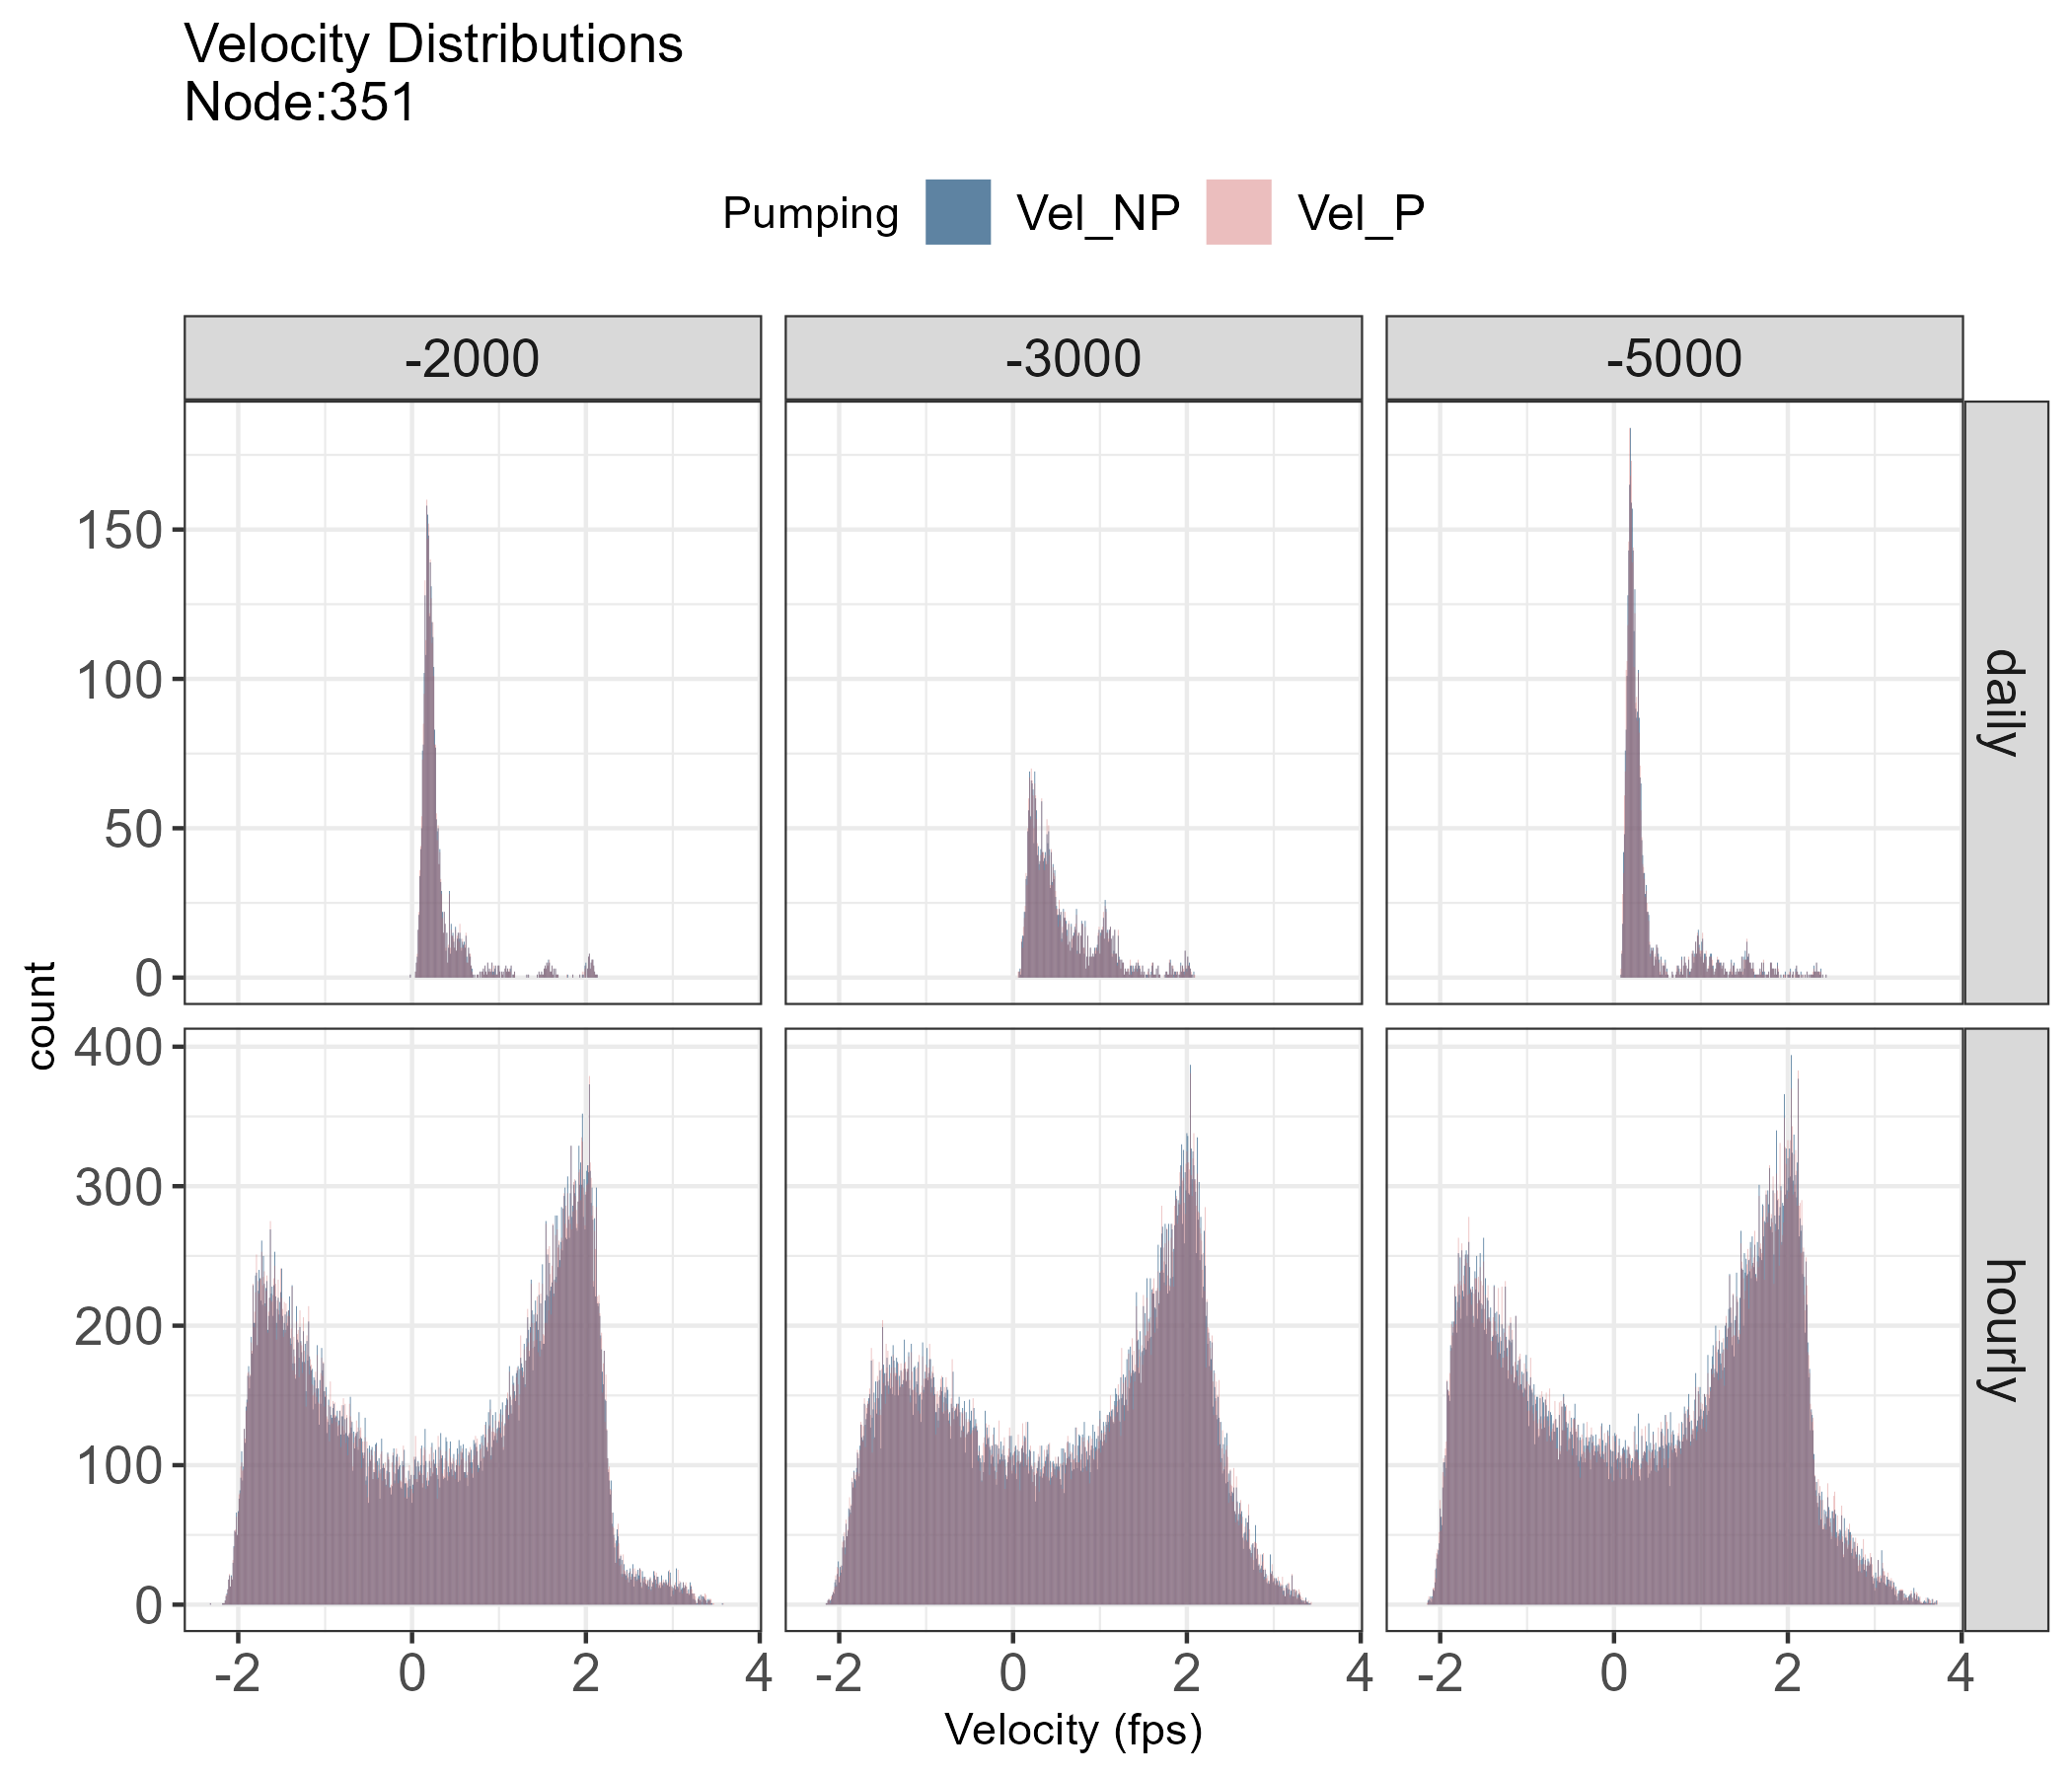 Velocity Distributions
Node:351
Pumping Vel_NP Vel_P
-2000 -3000 -5000
150
100
50
0
daily
count
400
300
200
100
0
hourly
-2 0 2 4 -2 0 2 4 -2 0 2 4
Velocity (fps)